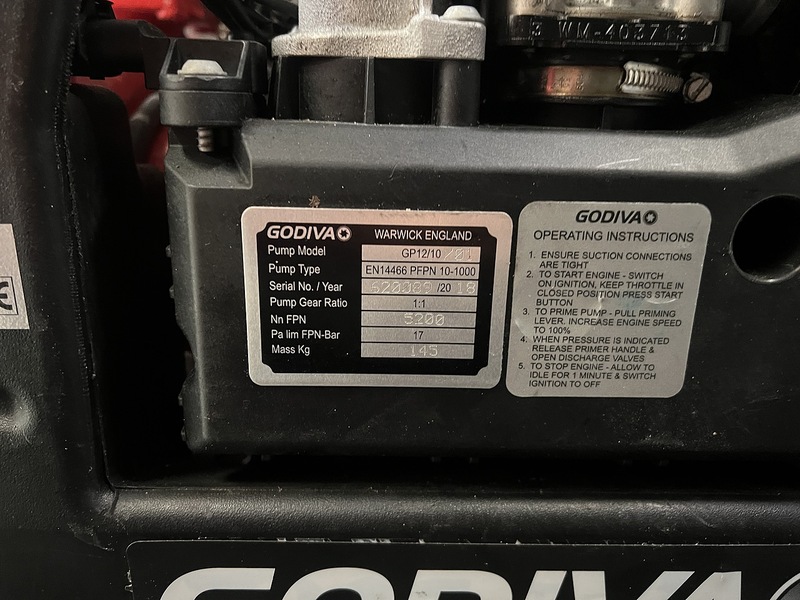 3 WM-403713
GODIVA WARWICK ENGLAND
Pump Model GP12/10 /01
Pump Type EN14466 PFPN 10-1000
Serial No. / Year /20 18
Pump Gear Ratio 1:1
Nn FPN 5200
Pa lim FPN-Bar 17
Mass Kg 145
GODIVA
OPERATING INSTRUCTIONS
1. ENSURE SUCTION CONNECTIONS
ARE TIGHT
2. TO START ENGINE - SWITCH
ON IGNITION, KEEP THROTTLE IN
CLOSED POSITION PRESS START
BUTTON
3. TO PRIME PUMP - PULL PRIMING
LEVER. INCREASE ENGINE SPEED
TO 100%
4. WHEN PRESSURE IS INDICATED
RELEASE PRIMER HANDLE &
OPEN DISCHARGE VALVES
5. TO STOP ENGINE - ALLOW TO
IDLE FOR 1 MINUTE & SWITCH
IGNITION TO OFF
CE
GODIVA